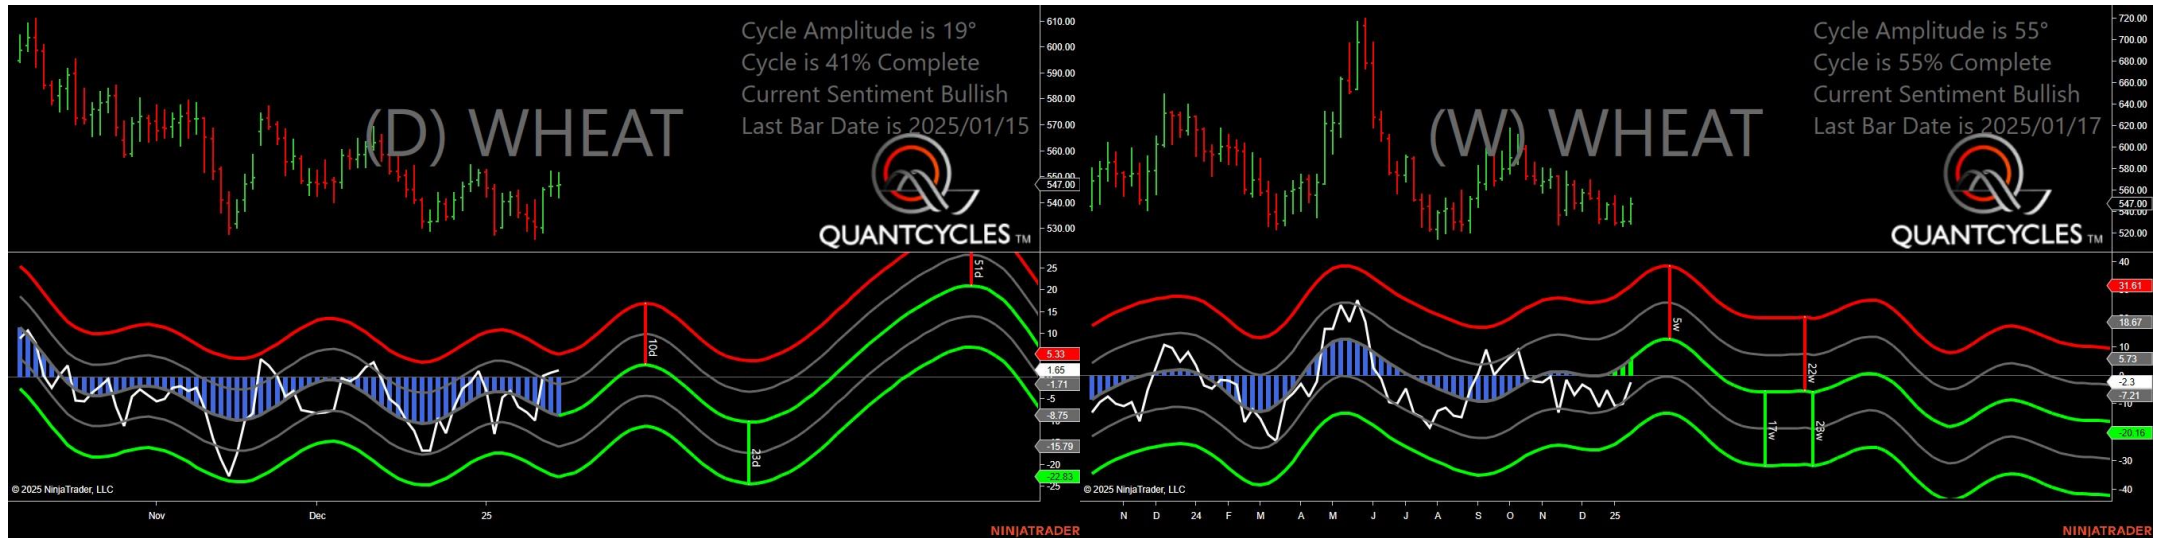 Cycle Amplitude is 19°
Cycle is 41% Complete
Current Sentiment Bullish
Last Bar Date is 2025/01/15
(D) WHEAT
QUANTCYCLES TM
610.00
600.00
590.00
580.00
570.00
560.00
550.00
547.00
540.00
530.00
25
20
15
10
5.33
1.65
-1.71
-5
-8.75
-15.79
-20
-22.83
-25
10d
23d
51d
© 2025 NinjaTrader, LLC
Nov
Dec
25
NINJATRADER
Cycle Amplitude is 55°
Cycle is 55% Complete
Current Sentiment Bullish
Last Bar Date is 2025/01/17
(W) WHEAT
QUANTCYCLES TM
720.00
700.00
680.00
660.00
640.00
620.00
600.00
580.00
560.00
547.00
540.00
520.00
40
31.61
18.67
10
5.73
-2.3
-7.21
-10
-20.16
-30
-40
5w
22w
17w
28w
© 2025 NinjaTrader, LLC
N D 24 F M A M J J A S O N D 25
NINJATRADER